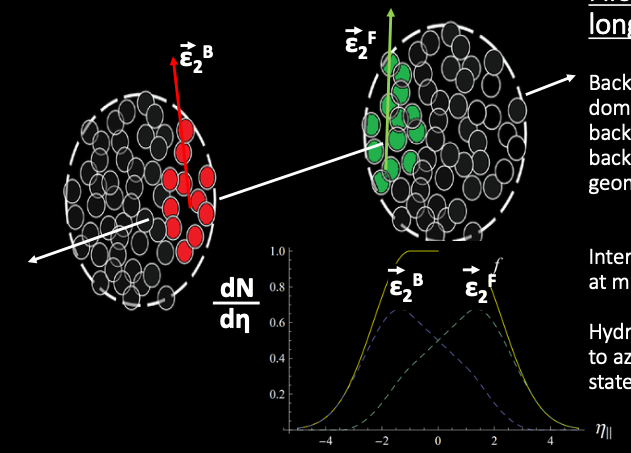 long
ε₂ᴮ
ε₂ꟳ
Back
dom
back
back
geon
Inter
at m
Hydr
to az
state
dN
dη
1.0
0.8
0.6
0.4
0.2
f
ε₂ᴮ
ε₂ꟳ
−4
−2
0
2
4
η||